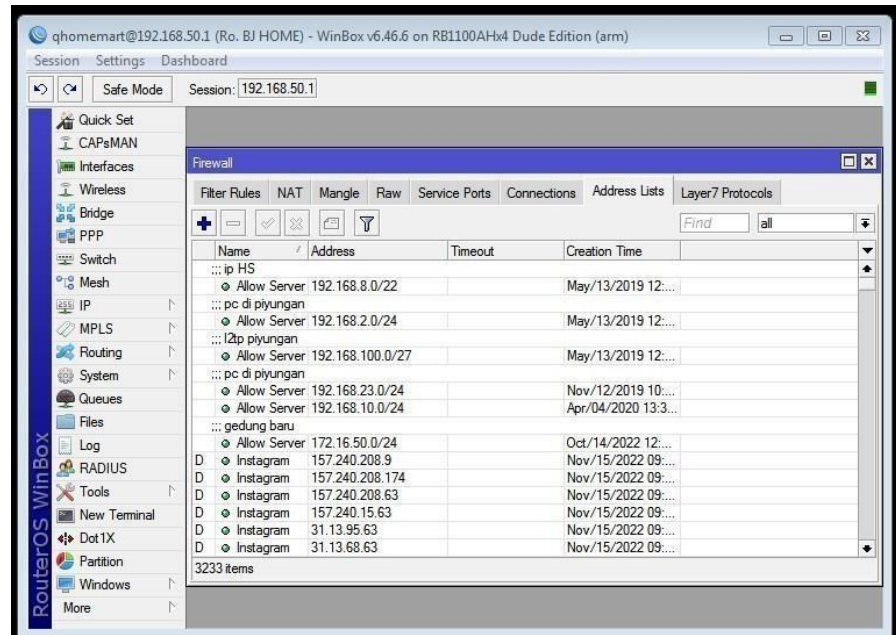 qhomemart@192.168.50.1 (Ro. BJ HOME) - WinBox v6.46.6 on RB1100AHx4 Dude Edition (arm)
Session Settings Dashboard
Safe Mode Session: 192.168.50.1
Quick Set
CAPsMAN
Interfaces
Wireless
Bridge
PPP
Switch
Mesh
IP
MPLS
Routing
System
Queues
Files
Log
RADIUS
Tools
New Terminal
Dot1X
Partition
Windows
More
RouterOS WinBox
Firewall
Filter Rules NAT Mangle Raw Service Ports Connections Address Lists Layer7 Protocols
Find all
Name Address Timeout Creation Time
;;; ip HS
Allow Server 192.168.8.0/22 May/13/2019 12:...
;;; pc di piyungan
Allow Server 192.168.2.0/24 May/13/2019 12:...
;;; l2tp piyungan
Allow Server 192.168.100.0/27 May/13/2019 12:...
;;; pc di piyungan
Allow Server 192.168.23.0/24 Nov/12/2019 10:...
Allow Server 192.168.10.0/24 Apr/04/2020 13:3...
;;; gedung baru
Allow Server 172.16.50.0/24 Oct/14/2022 12:...
D Instagram 157.240.208.9 Nov/15/2022 09:...
D Instagram 157.240.208.174 Nov/15/2022 09:...
D Instagram 157.240.208.63 Nov/15/2022 09:...
D Instagram 157.240.15.63 Nov/15/2022 09:...
D Instagram 31.13.95.63 Nov/15/2022 09:...
D Instagram 31.13.68.63 Nov/15/2022 09:...
3233 items